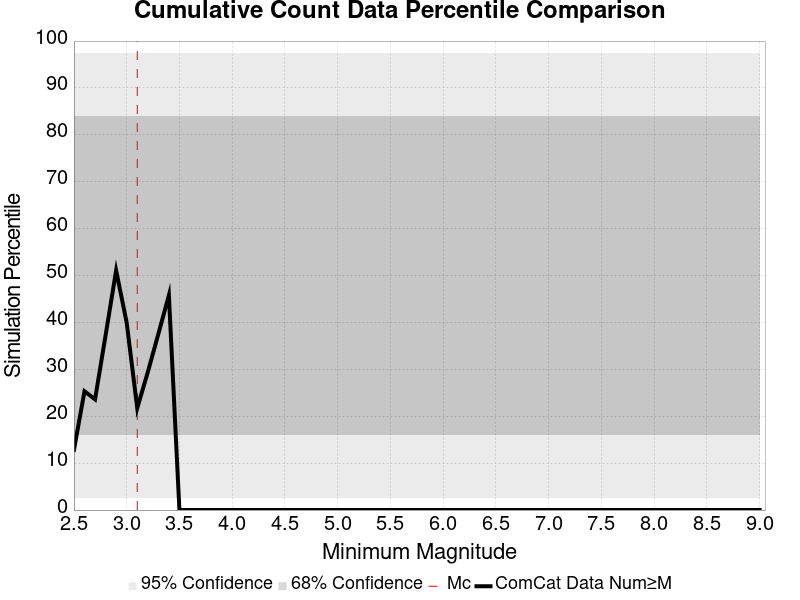 Cumulative Count Data Percentile Comparison
100
90
80
70
60
50
40
30
20
10
0
Simulation Percentile
2.5 3.0 3.5 4.0 4.5 5.0 5.5 6.0 6.5 7.0 7.5 8.0 8.5 9.0
Minimum Magnitude
95% Confidence 68% Confidence Mc ComCat Data Num≥M